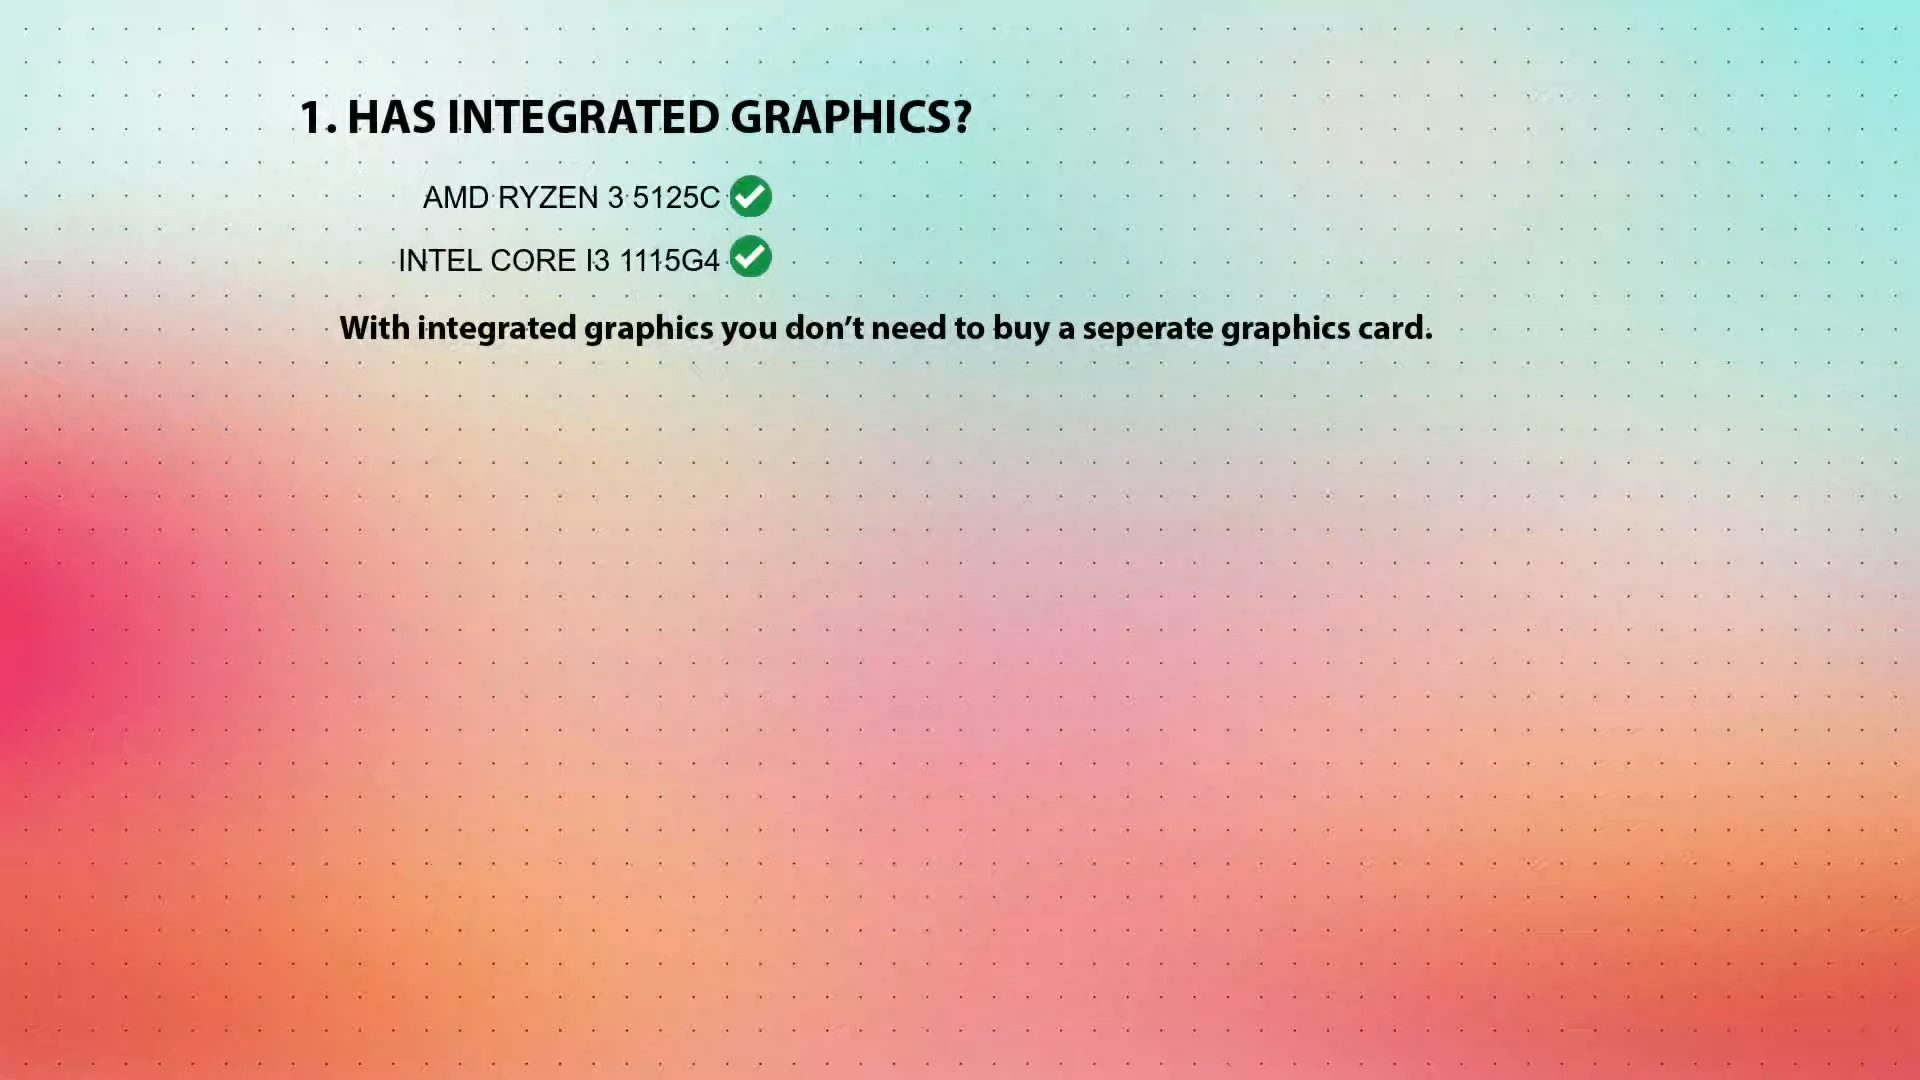 1. HAS INTEGRATED GRAPHICS?
AMD RYZEN 3 5125C
INTEL CORE I3 1115G4
With integrated graphics you don’t need to buy a seperate graphics card.